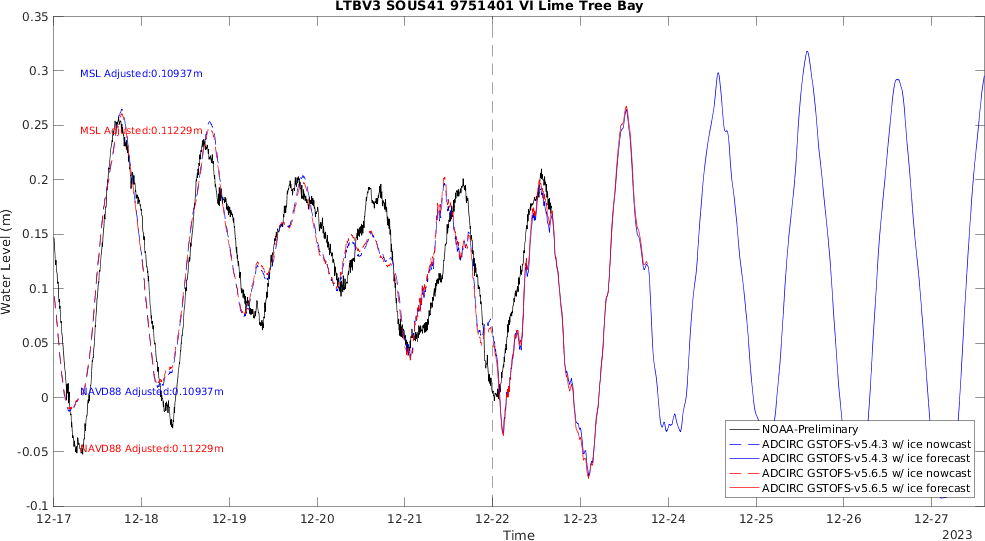 LTBV3 SOUS41 9751401 VI Lime Tree Bay
Water Level (m)
0.35
0.3
0.25
0.2
0.15
0.1
0.05
0
-0.05
-0.1
MSL Adjusted:0.10937m
MSL Adjusted:0.11229m
NAVD88 Adjusted:0.10937m
NAVD88 Adjusted:0.11229m
NOAA-Preliminary
ADCIRC GSTOFS-v5.4.3 w/ ice nowcast
ADCIRC GSTOFS-v5.4.3 w/ ice forecast
ADCIRC GSTOFS-v5.6.5 w/ ice nowcast
ADCIRC GSTOFS-v5.6.5 w/ ice forecast
12-17 12-18 12-19 12-20 12-21 12-22 12-23 12-24 12-25 12-26 12-27
Time
2023